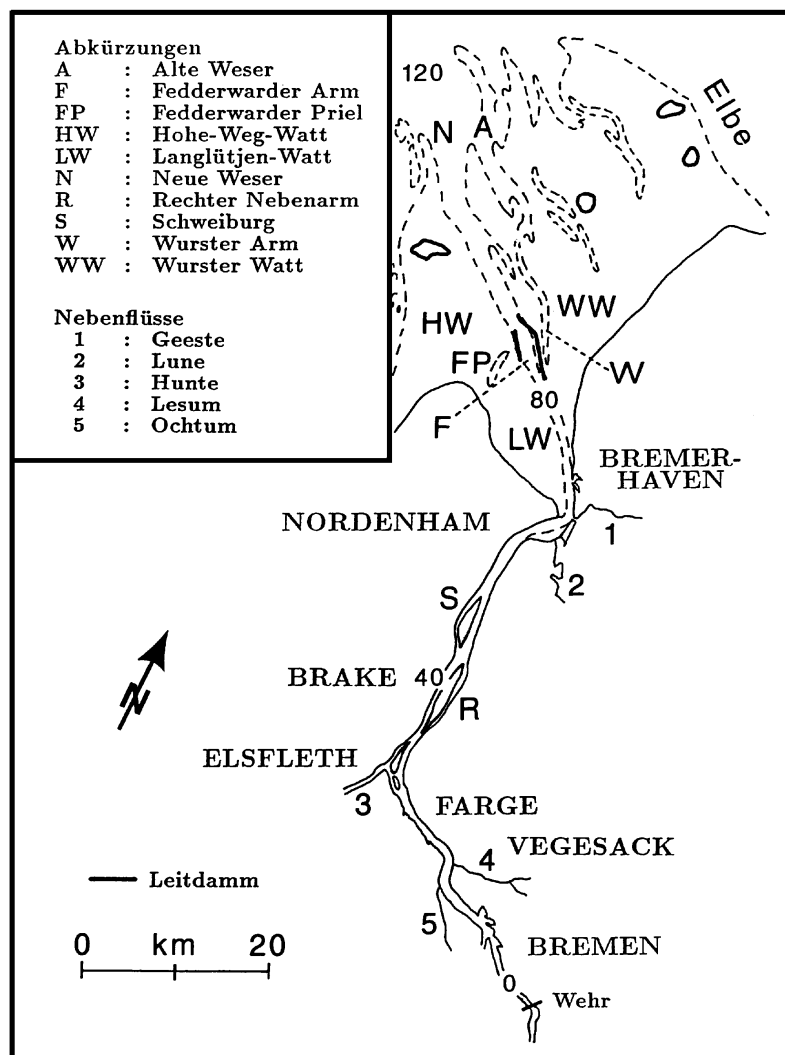 Abkürzungen
A : Alte Weser
F : Fedderwarder Arm
FP : Fedderwarder Priel
HW : Hohe-Weg-Watt
LW : Langlütjen-Watt
N : Neue Weser
R : Rechter Nebenarm
S : Schweiburg
W : Wurster Arm
WW : Wurster Watt
Nebenflüsse
1 : Geeste
2 : Lune
3 : Hunte
4 : Lesum
5 : Ochtum
120
Elbe
N
A
WW
HW
FP
W
80
F
LW
BREMER-
HAVEN
NORDENHAM
1
2
S
N
BRAKE
40
R
ELSFLETH
3
FARGE
VEGESACK
4
Leitdamm
5
0 km 20
BREMEN
0
Wehr